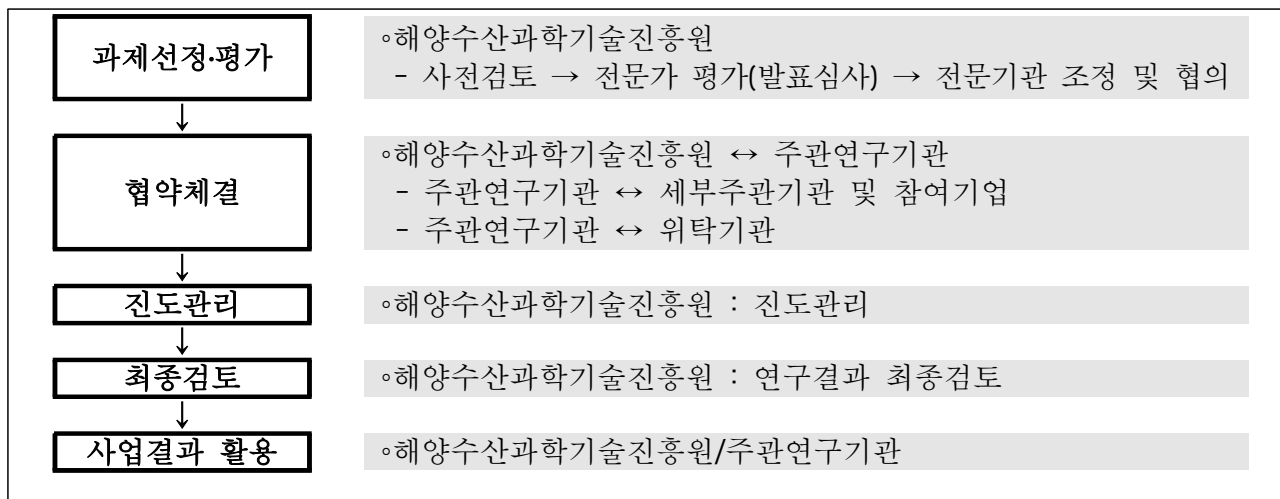 과제선정·평가
◦해양수산과학기술진흥원
- 사전검토 → 전문가 평가(발표심사) → 전문기관 조정 및 협의
↓
협약체결
◦해양수산과학기술진흥원 ↔ 주관연구기관
- 주관연구기관 ↔ 세부주관기관 및 참여기업
- 주관연구기관 ↔ 위탁기관
↓
진도관리
◦해양수산과학기술진흥원 : 진도관리
↓
최종검토
◦해양수산과학기술진흥원 : 연구결과 최종검토
↓
사업결과 활용
◦해양수산과학기술진흥원/주관연구기관